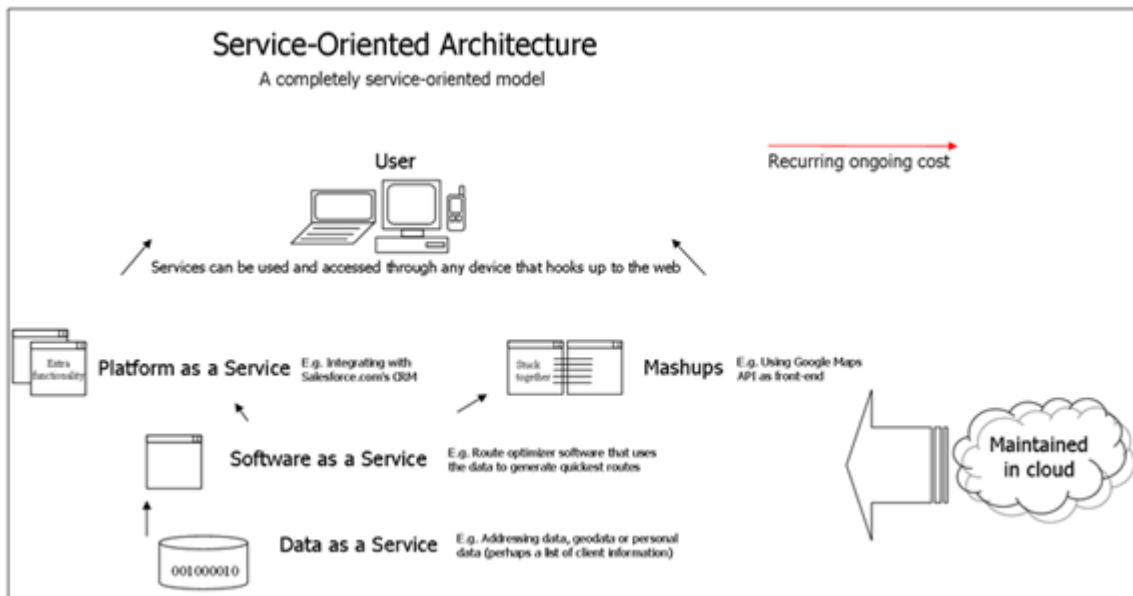 Service-Oriented Architecture
A completely service-oriented model
User
Recurring ongoing cost
Services can be used and accessed through any device that hooks up to the web
Extra
functionality
Platform as a Service
E.g. Integrating with
Salesforce.com's CRM
Stuck
together
Mashups
E.g. Using Google Maps
API as front-end
Software as a Service
E.g. Route optimizer software that uses
the data to generate quickest routes
Maintained
in cloud
001000010
Data as a Service
E.g. Addressing data, geodata or personal
data (perhaps a list of client information)